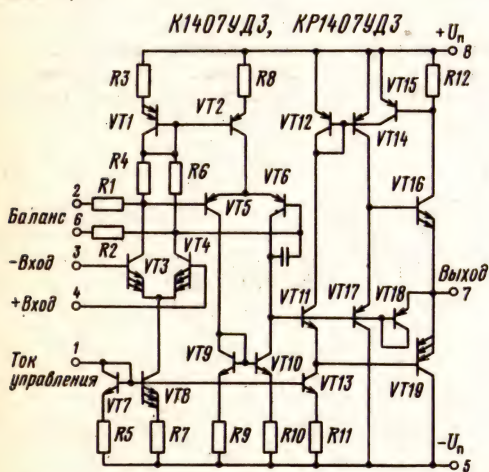 К1407УД3, КР1407УД3
+Uп
8
R3
R8
VT15
R12
VT1
VT2
VT12
VT14
R4
R6
VT6
VT16
2
R1
VT5
Баланс
6
R2
VT3
VT4
-Вход
3
VT11
VT17
VT18
Выход
7
+Вход
4
Ток управления
1
VT9
VT10
VT13
VT19
VT7
VT8
R5
R7
R9
R10
R11
-Uп
5